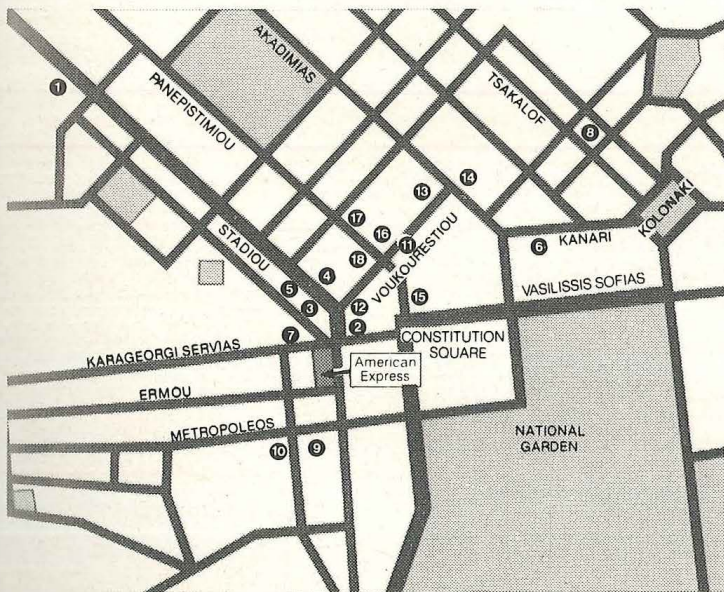 1
AKADIMIAS
PANEPISTIMIOU
TSAKALOF
8
14
13
17
KOLONAKI
16
11
VOUKOURESTIOU
STADIOU
18
6
KANARI
4
5
3
12
15
VASILISSIS SOFIAS
7
2
KARAGEORGI SERVIAS
CONSTITUTION
SQUARE
American
Express
ERMOU
METROPOLEOS
NATIONAL
GARDEN
10
9